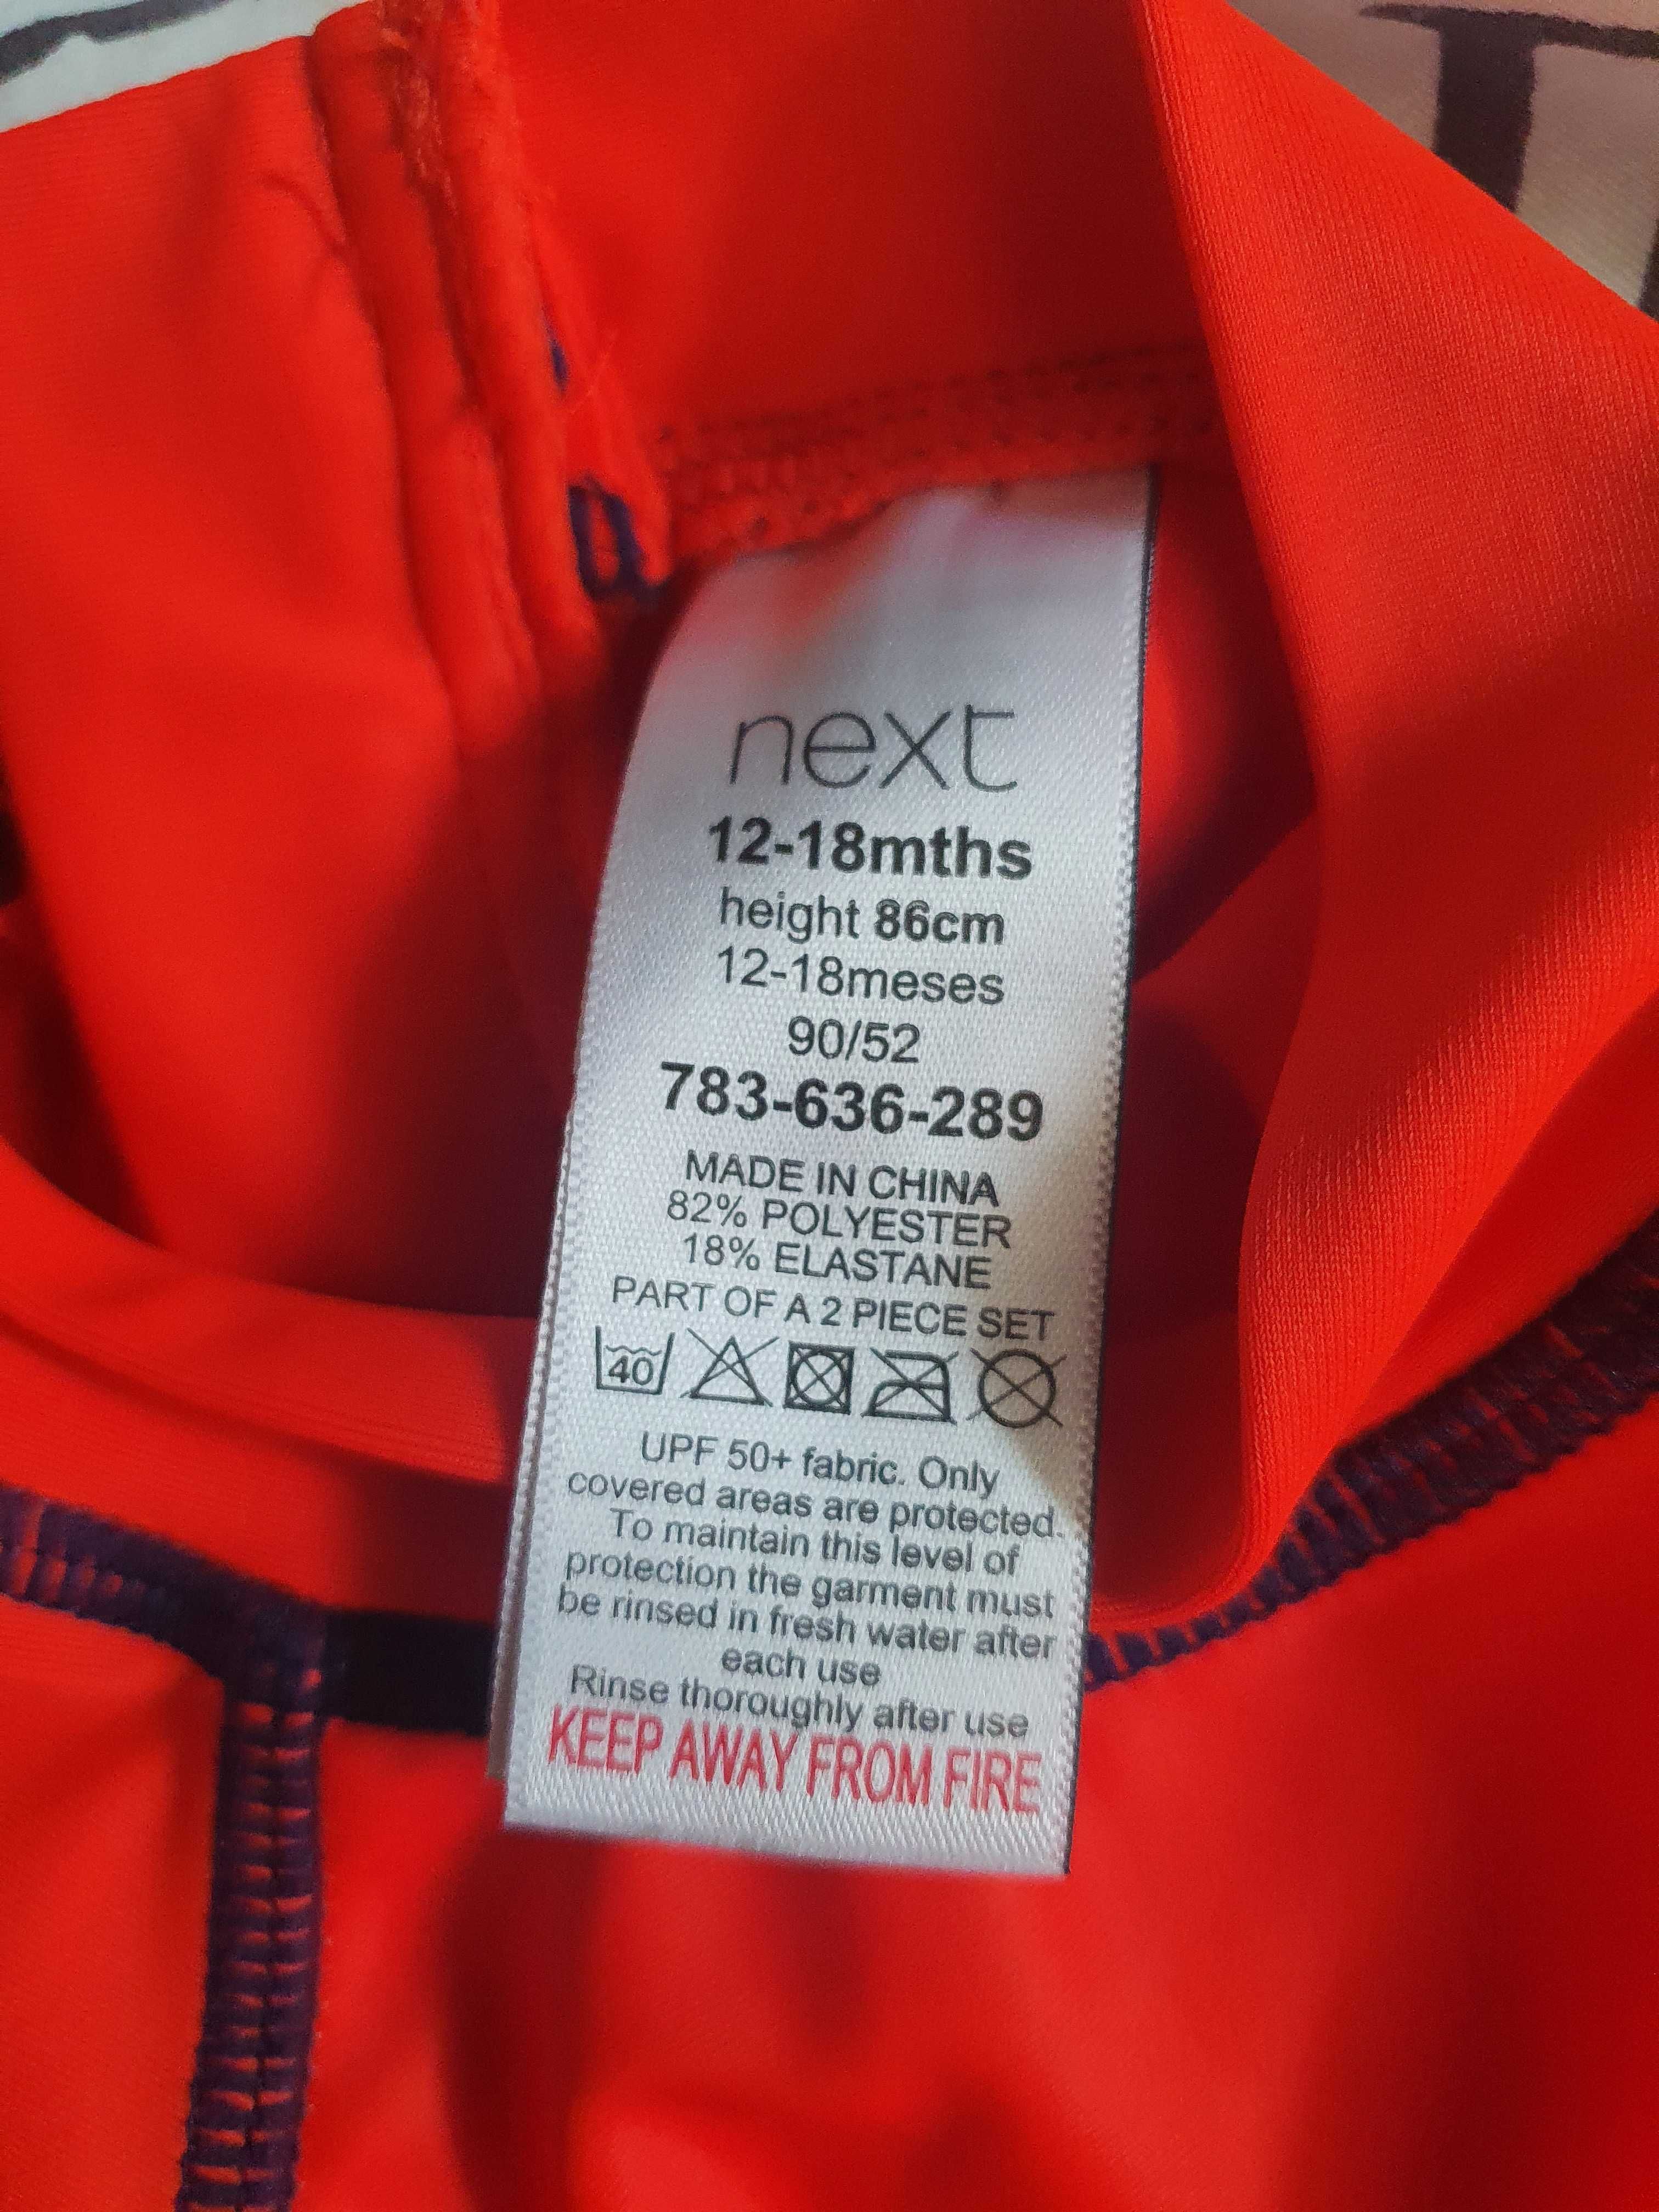 next
12-18mths
height 86cm
12-18meses
90/52
783-636-289
MADE IN CHINA
82% POLYESTER
18% ELASTANE
PART OF A 2 PIECE SET
40
UPF 50+ fabric. Only
covered areas are protected.
To maintain this level of
protection the garment must
be rinsed in fresh water after
each use
Rinse thoroughly after use
KEEP AWAY FROM FIRE